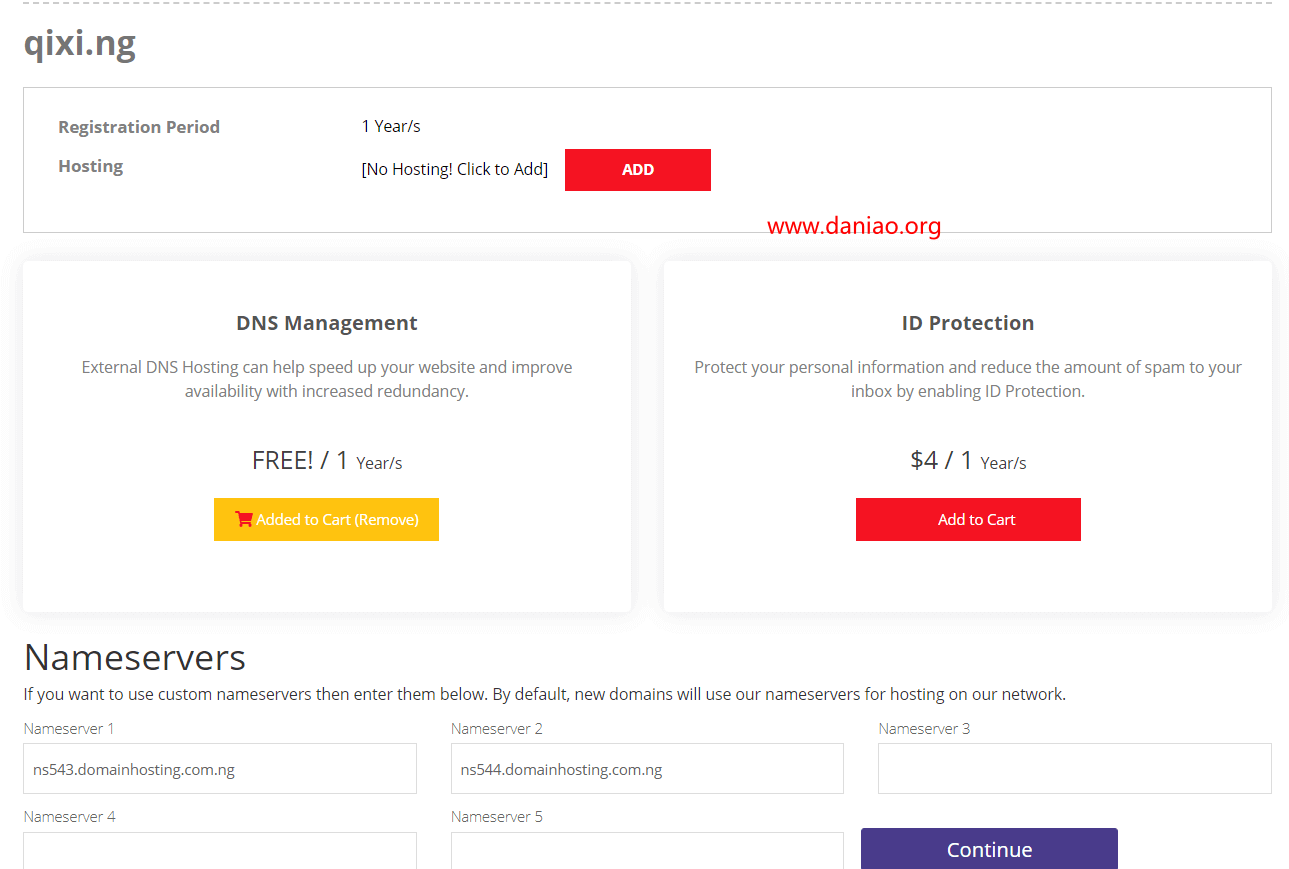 qixi.ng
Registration Period 1 Year/s
Hosting [No Hosting! Click to Add] ADD
www.daniao.org
DNS Management
External DNS Hosting can help speed up your website and improve
availability with increased redundancy.
FREE! / 1 Year/s
Added to Cart (Remove)
ID Protection
Protect your personal information and reduce the amount of spam to your
inbox by enabling ID Protection.
$4 / 1 Year/s
Add to Cart
Nameservers
If you want to use custom nameservers then enter them below. By default, new domains will use our nameservers for hosting on our network.
Nameserver 1 Nameserver 2 Nameserver 3
ns543.domainhosting.com.ng ns544.domainhosting.com.ng
Nameserver 4 Nameserver 5
Continue